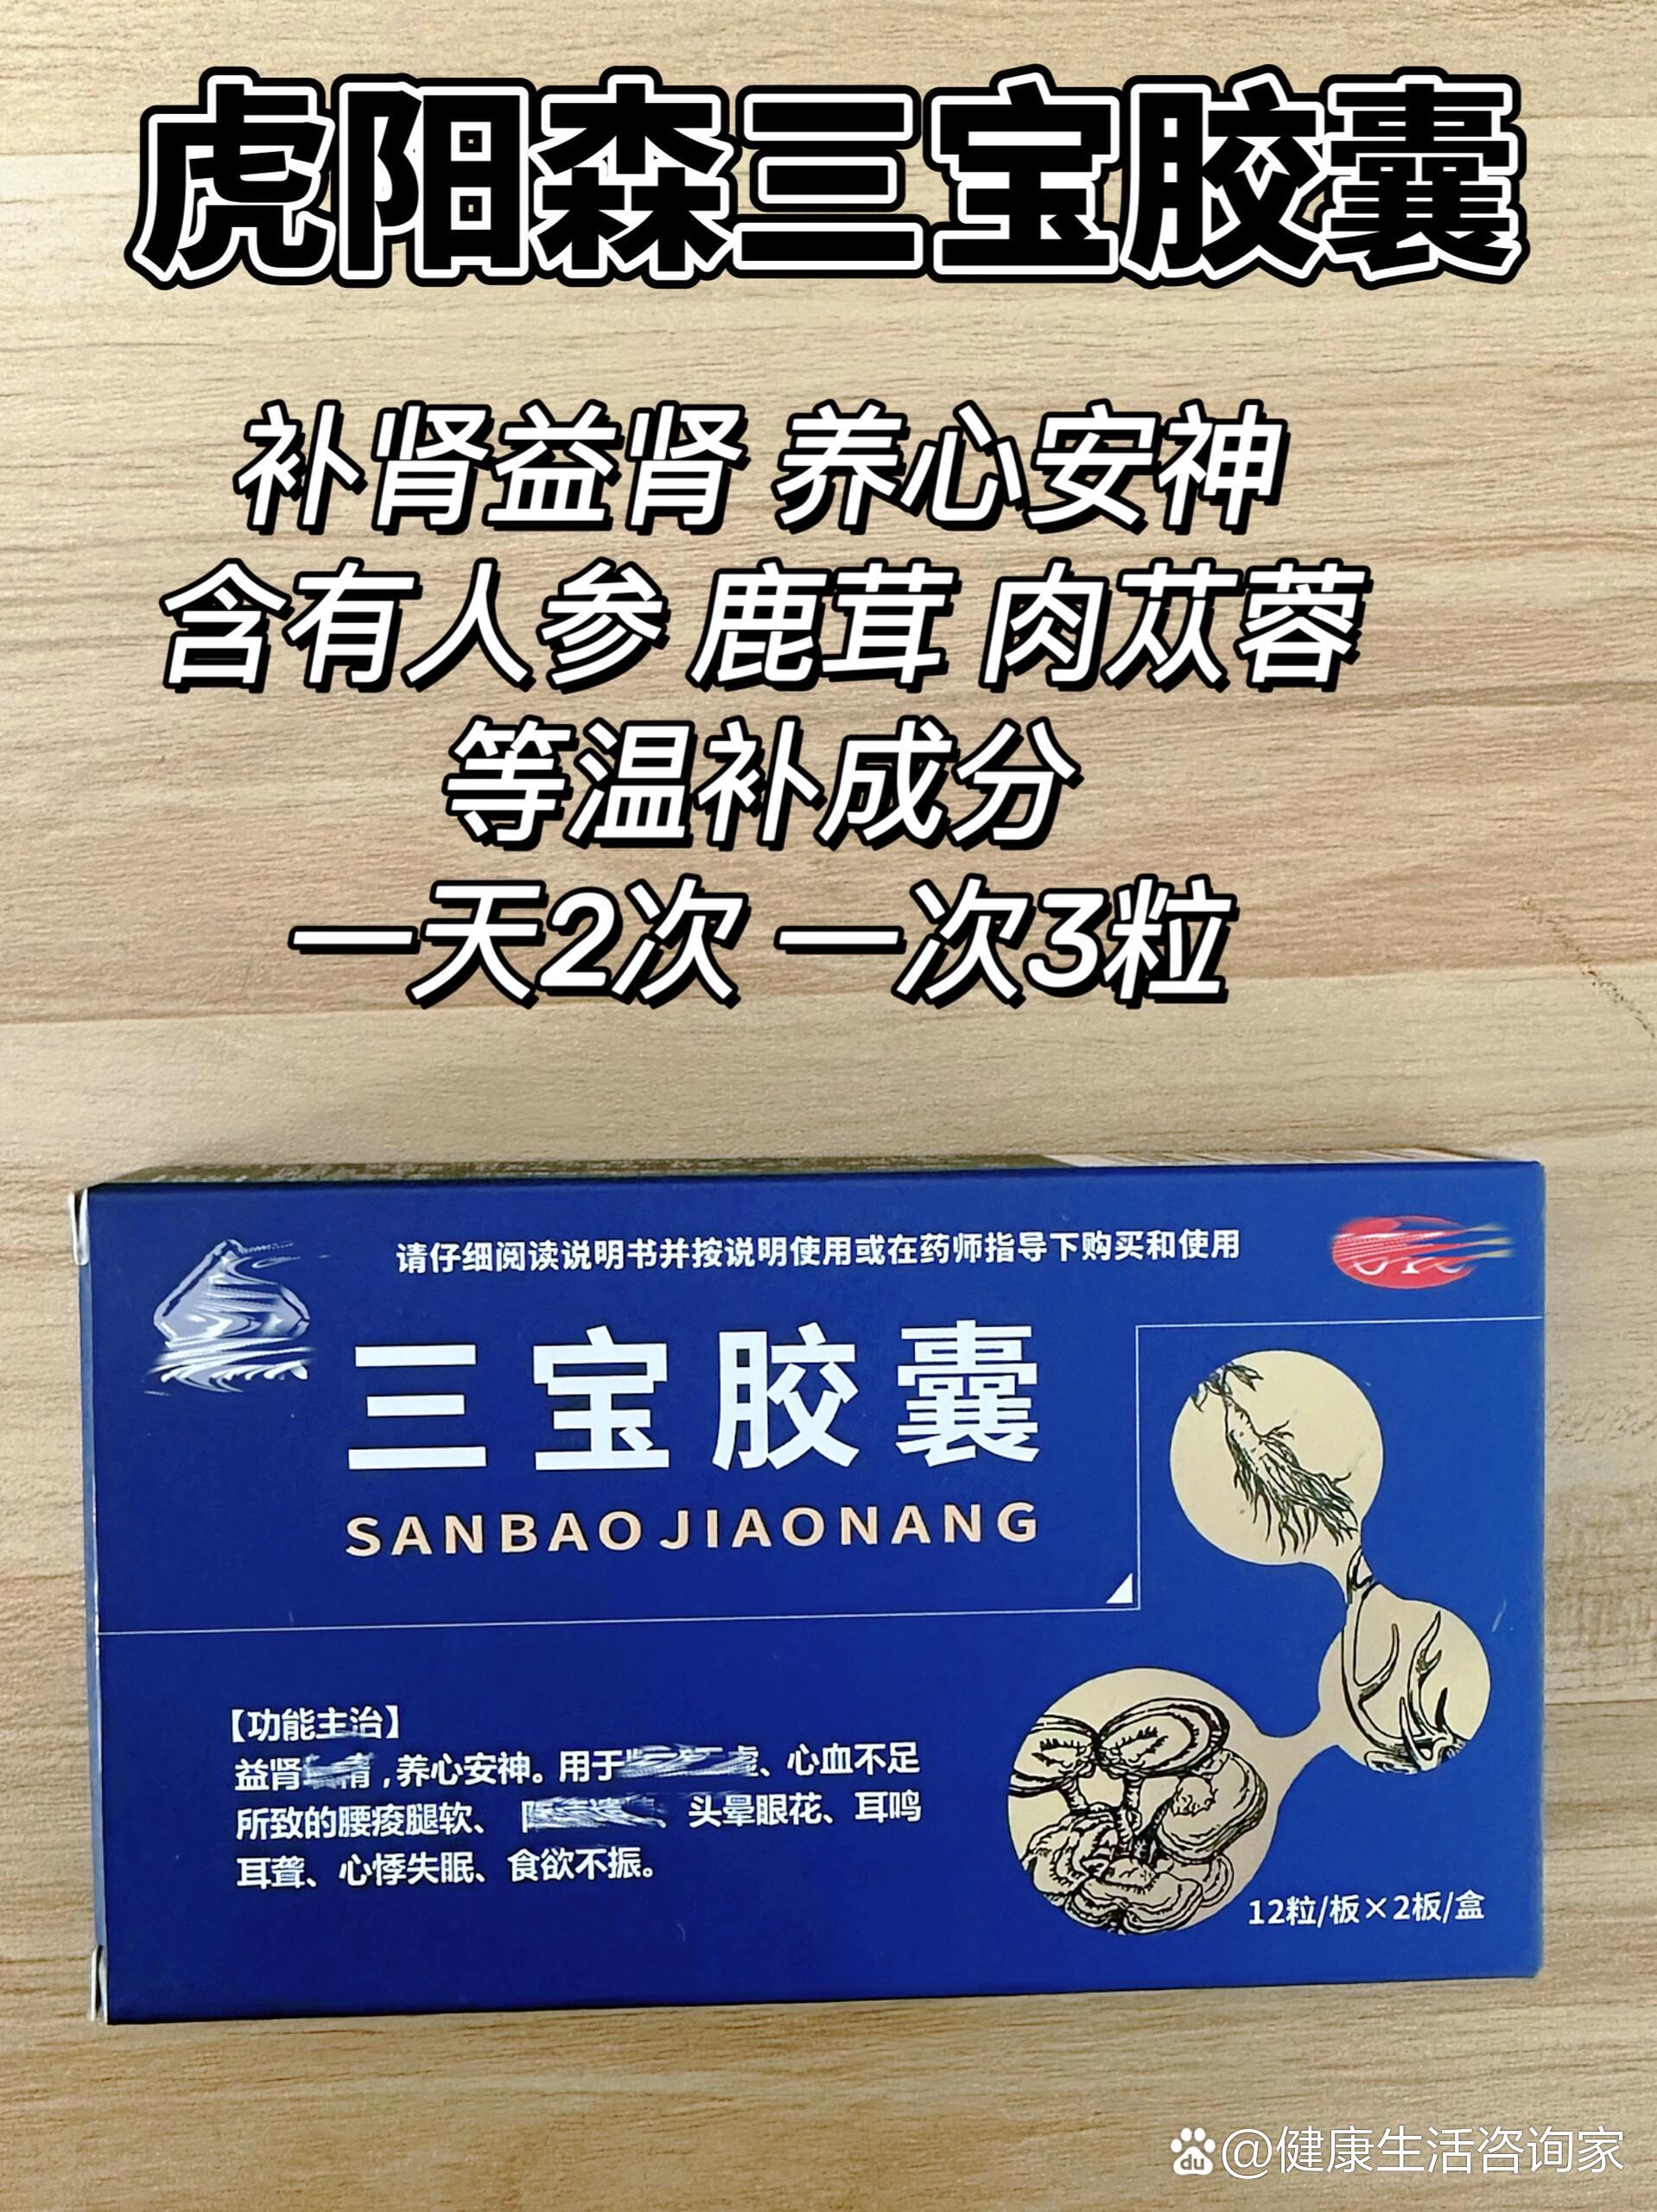 虎阳森三宝胶囊
补肾益肾 养心安神
含有人参 鹿茸 肉苁蓉
等温补成分
一天2次 一次3粒
请仔细阅读说明书并按说明使用或在药师指导下购买和使用
三宝胶囊
SANBAO JIAONANG
【功能主治】
益肾,养心安神。用于、心血不足
所致的腰痠腿软、、头晕眼花、耳鸣
耳聋、心悸失眠、食欲不振。
12粒/板×2板/盒
du @健康生活咨询家